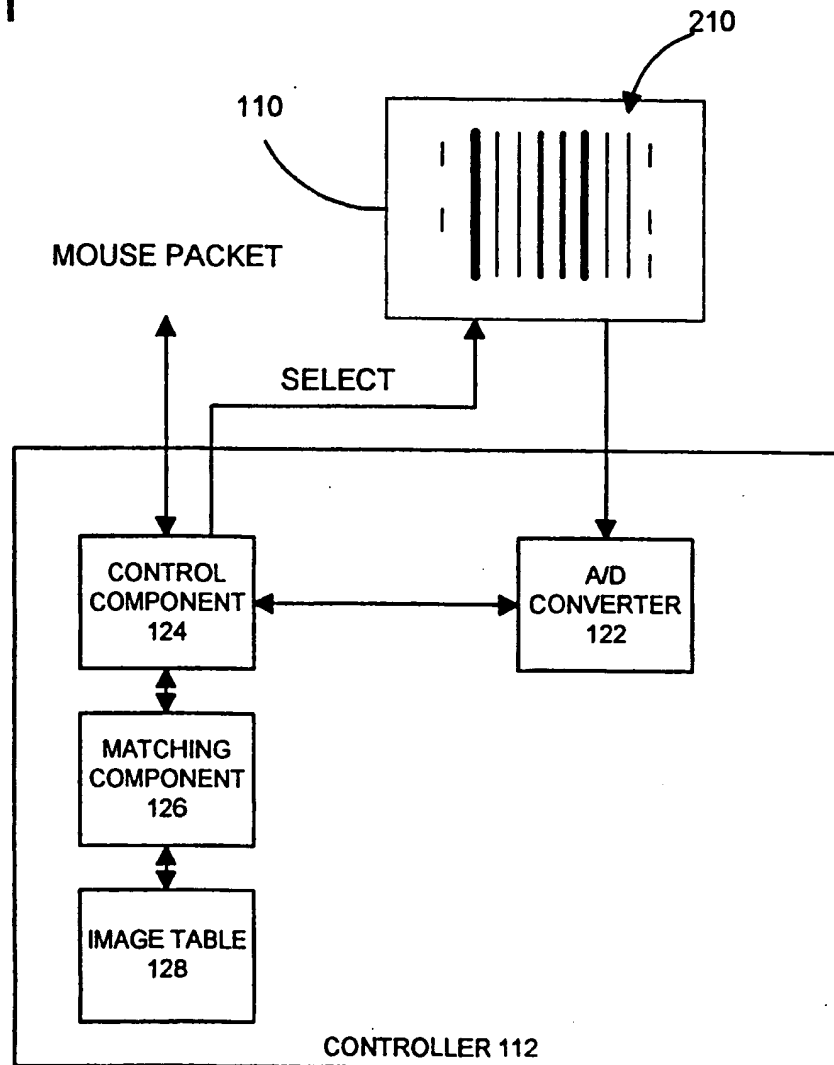 210
110
MOUSE PACKET
SELECT
CONTROL
COMPONENT
124
A/D
CONVERTER
122
MATCHING
COMPONENT
126
IMAGE TABLE
128
CONTROLLER 112